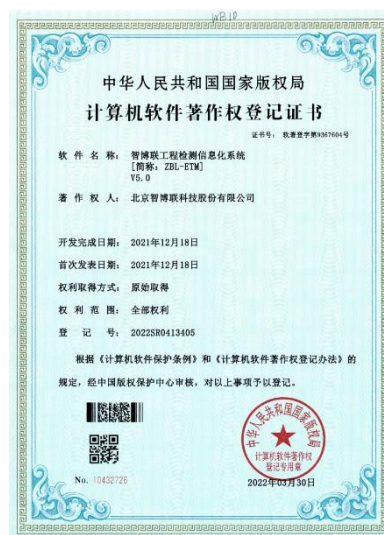 WB10
中华人民共和国国家版权局
计算机软件著作权登记证书
证书号： 软著登字第9367604号
软 件 名 称： 智博联工程检测信息化系统
[简称：ZBL-ETM]
V5.0
著 作 权 人： 北京智博联科技股份有限公司
开发完成日期： 2021年12月18日
首次发表日期： 2021年12月18日
权利取得方式： 原始取得
权 利 范 围： 全部权利
登 记 号： 2022SR0413405
根据《计算机软件保护条例》和《计算机软件著作权登记办法》的
规定，经中国版权保护中心审核，对以上事项予以登记。
中华人民共和国国家版权局
计算机软件著作权
登记专用章
No. 10432726
2022年03月30日